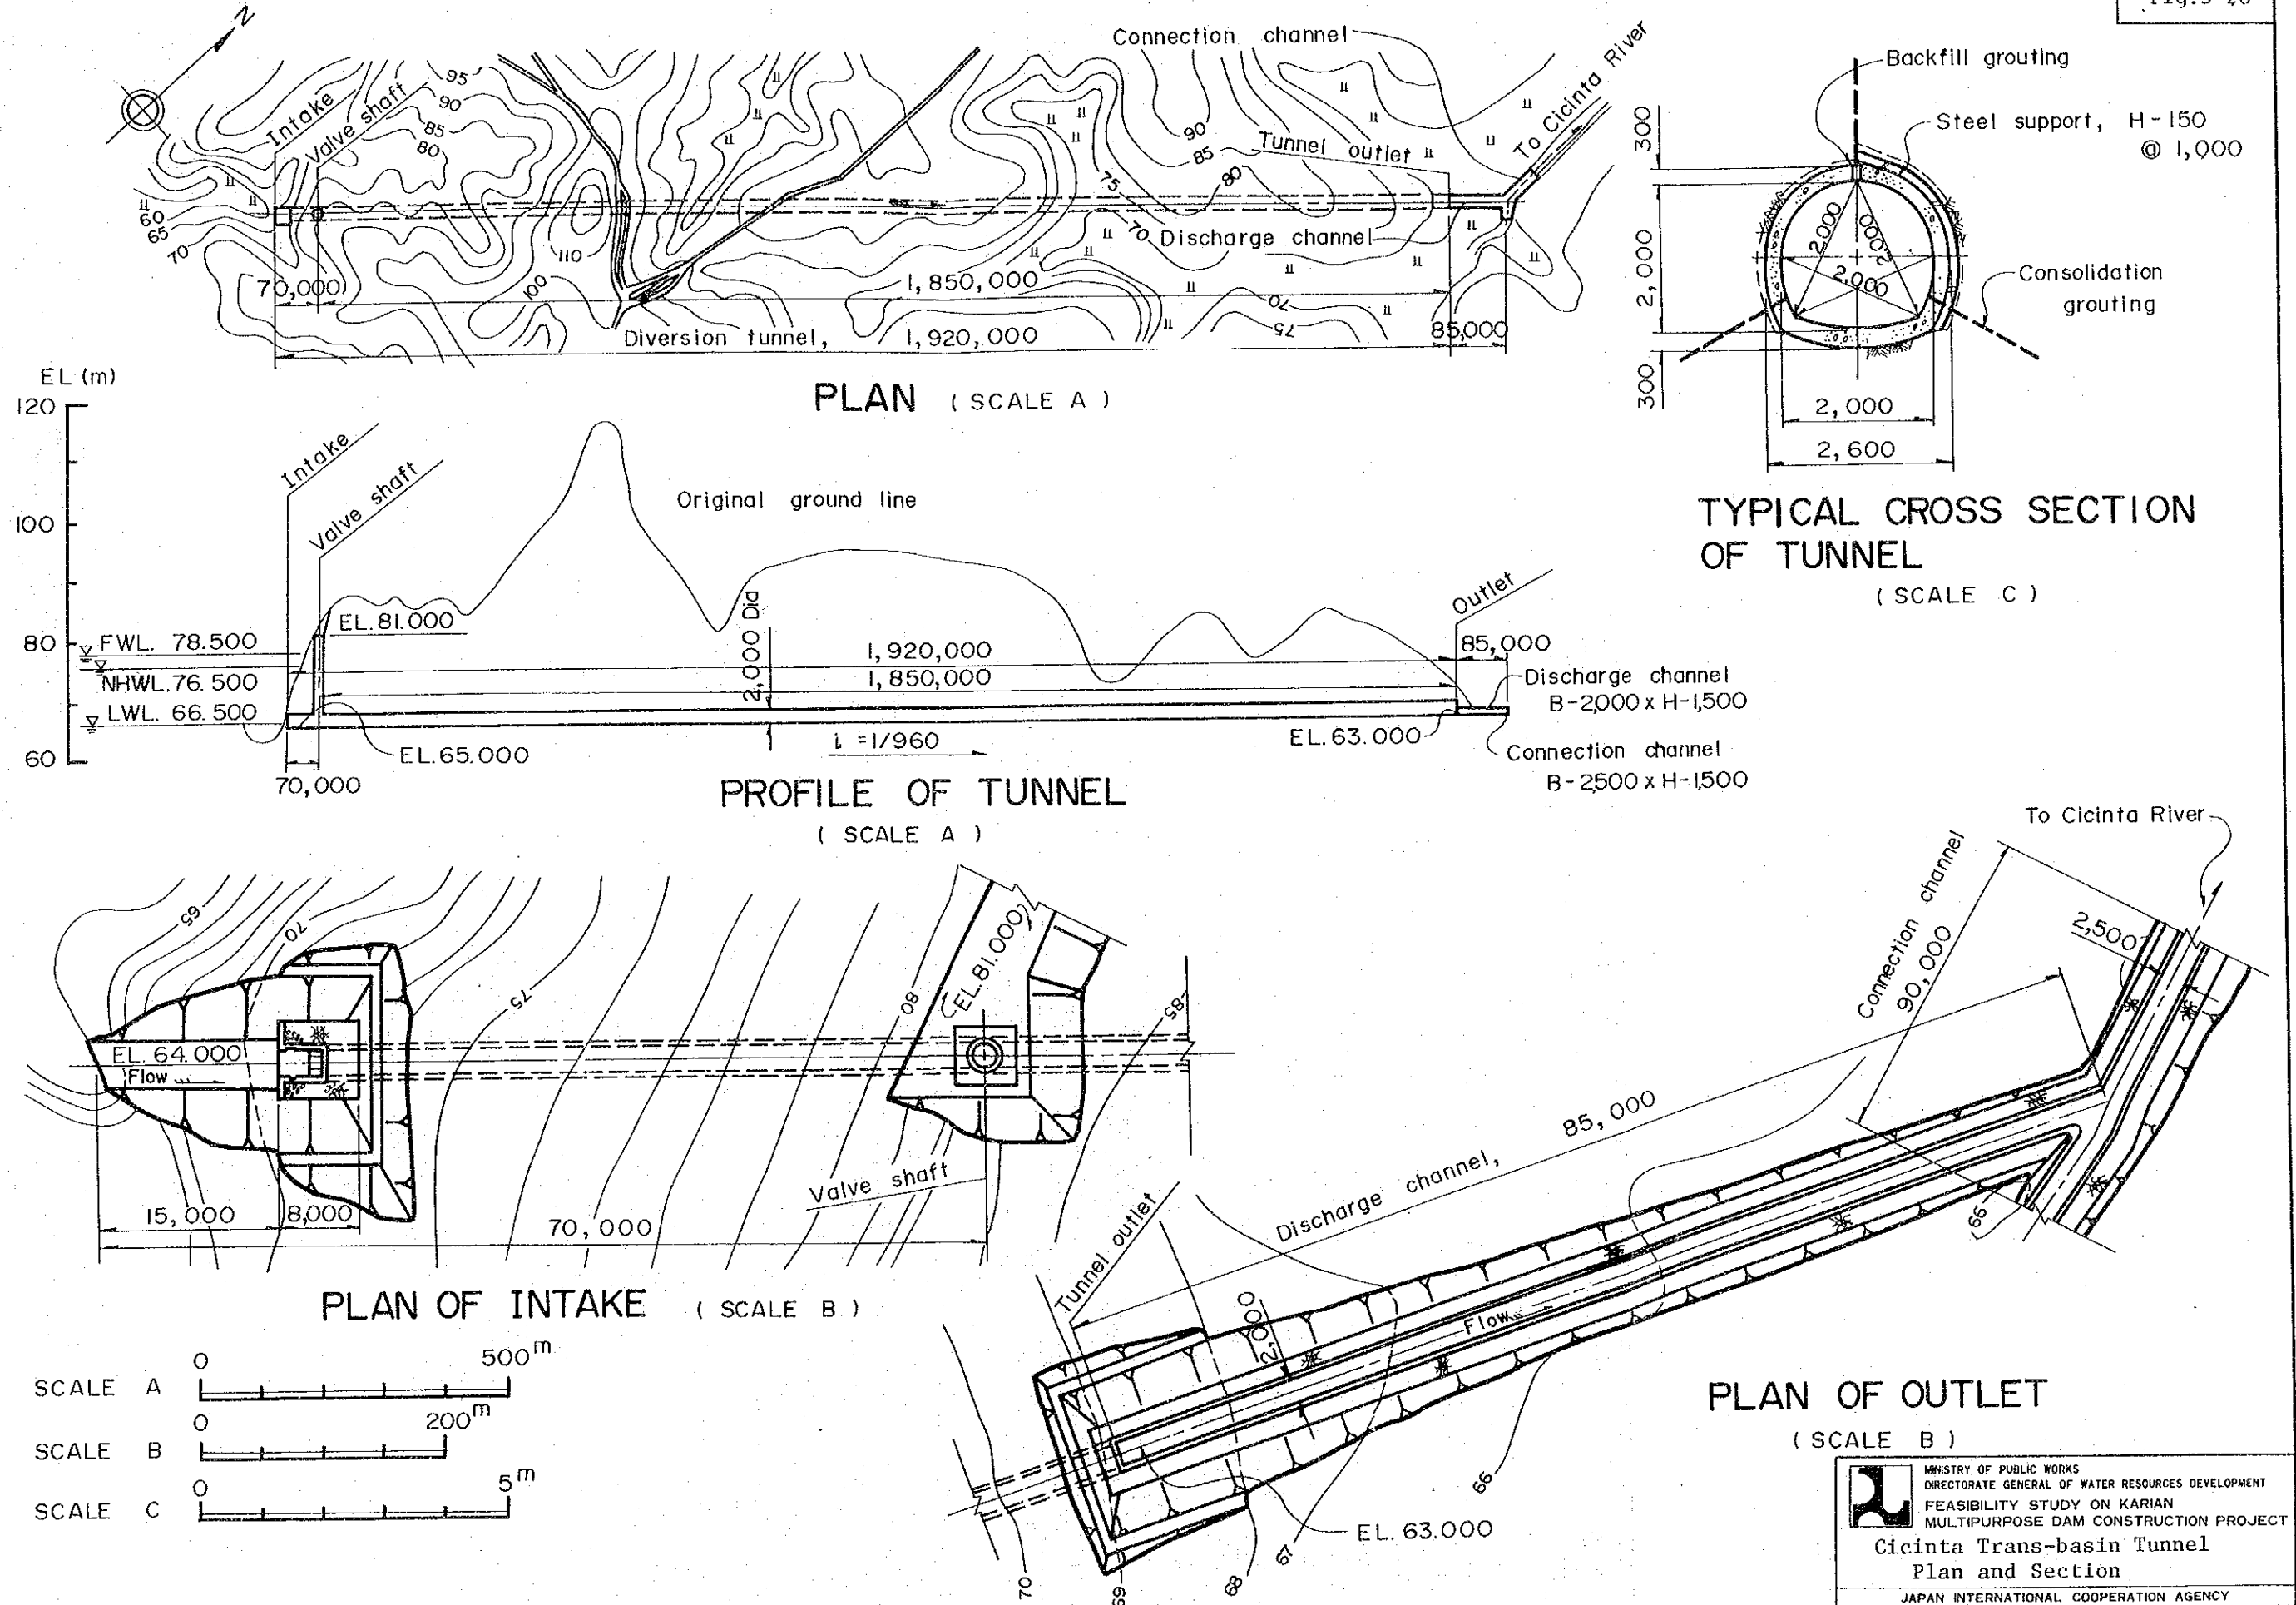 N
Intake
Valve shaft
95
90
85
80
60
65
70
110
100
Connection channel
90
85
80
75
70
Tunnel outlet
To Cicinta River
Discharge channel
70
75
70,000
1,850,000
Diversion tunnel, 1,920,000
85,000
PLAN ( SCALE A )
Backfill grouting
Steel support, H-150
@ 1,000
Consolidation
grouting
300
2,000
300
2,000
2,000
2,000
2,000
2,600
TYPICAL CROSS SECTION
OF TUNNEL
( SCALE C )
EL (m)
120
100
80
60
Intake
Valve shaft
Original ground line
Outlet
EL.81.000
FWL. 78.500
NHWL.76.500
LWL. 66.500
2,000 Dia
1,920,000
1,850,000
85,000
Discharge channel
B-2,000 x H-1,500
EL.65.000
i =1/960
EL.63.000
Connection channel
B-2,500 x H-1,500
70,000
PROFILE OF TUNNEL
( SCALE A )
65
70
75
80
85
EL.81.000
EL. 64.000
Flow
Valve shaft
15,000
8,000
70,000
PLAN OF INTAKE ( SCALE B )
To Cicinta River
Connection channel
90,000
2,500
85,000
Discharge channel,
Tunnel outlet
2,000
Flow
EL. 63.000
66
66
67
68
69
70
PLAN OF OUTLET
( SCALE B )
SCALE A 0 500m
SCALE B 0 200m
SCALE C 0 5m
MINISTRY OF PUBLIC WORKS
DIRECTORATE GENERAL OF WATER RESOURCES DEVELOPMENT
FEASIBILITY STUDY ON KARIAN
MULTIPURPOSE DAM CONSTRUCTION PROJECT
Cicinta Trans-basin Tunnel
Plan and Section
JAPAN INTERNATIONAL COOPERATION AGENCY